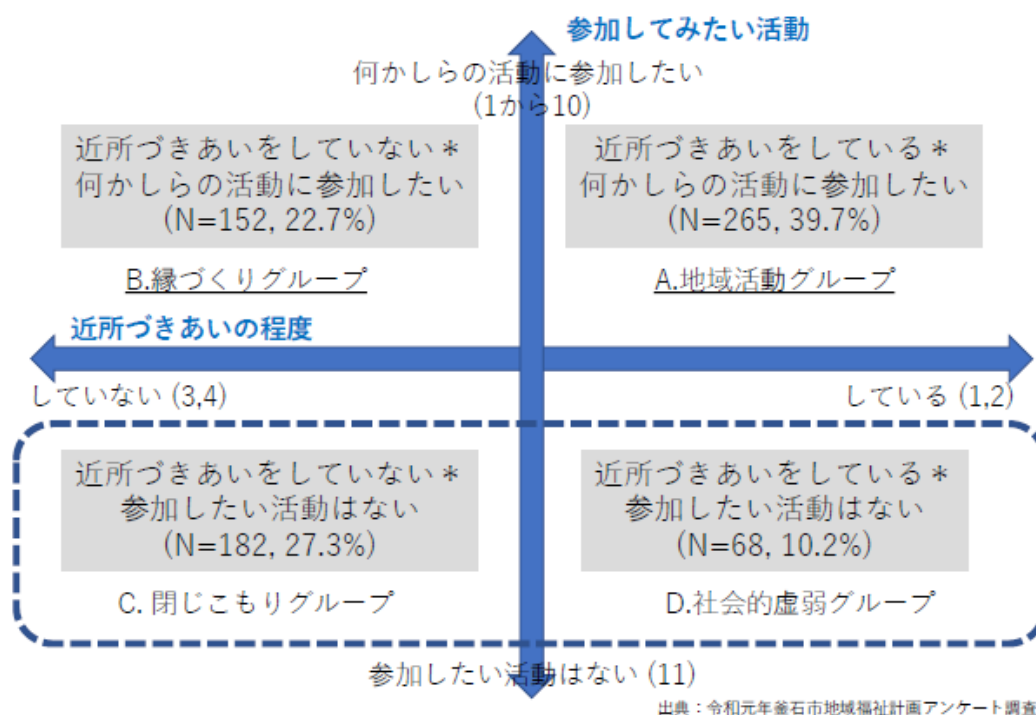 参加してみたい活動
何かしらの活動に参加したい
(1から10)
近所づきあいをしていない＊
何かしらの活動に参加したい
(N=152, 22.7%)
B.縁づくりグループ
近所づきあいをしている＊
何かしらの活動に参加したい
(N=265, 39.7%)
A.地域活動グループ
近所づきあいの程度
していない (3,4)
している (1,2)
近所づきあいをしていない＊
参加したい活動はない
(N=182, 27.3%)
C. 閉じこもりグループ
近所づきあいをしている＊
参加したい活動はない
(N=68, 10.2%)
D.社会的虚弱グループ
参加したい活動はない (11)
出典：令和元年釜石市地域福祉計画アンケート調査